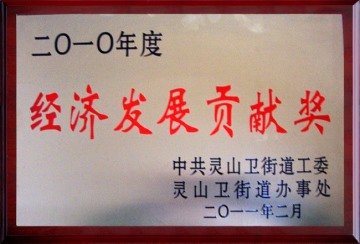 二〇一〇年度
经济发展贡献奖
中共灵山卫街道工委
灵山卫街道办事处
二〇一一年二月